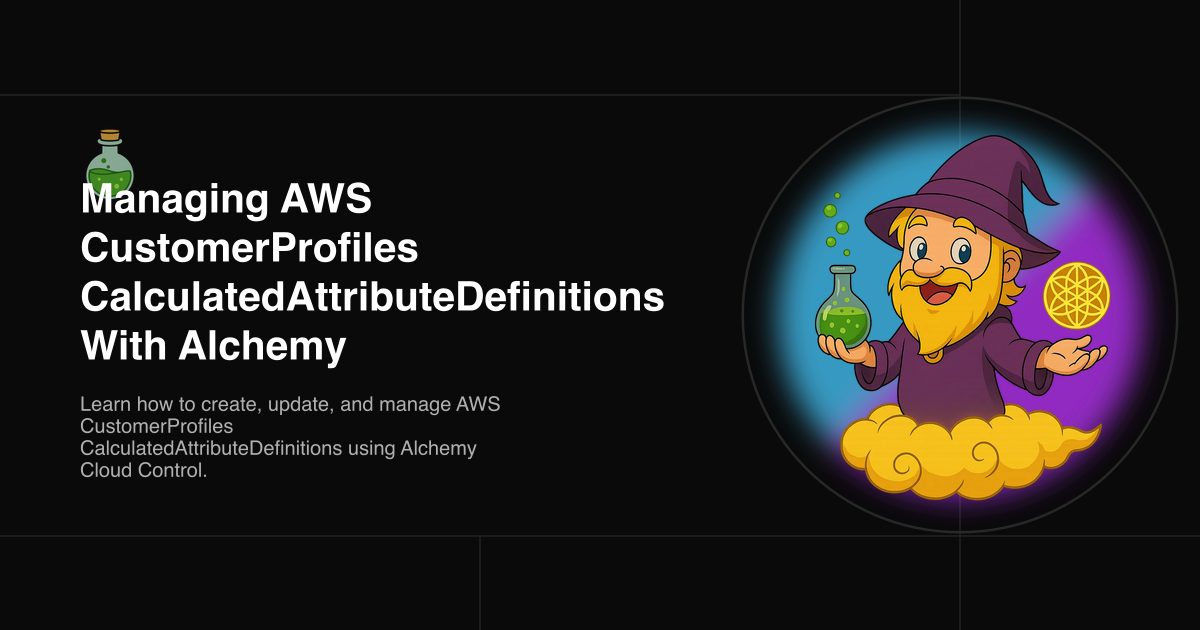 Managing AWS
CustomerProfiles
CalculatedAttributeDefinitions
With Alchemy
Learn how to create, update, and manage AWS
CustomerProfiles
CalculatedAttributeDefinitions using Alchemy
Cloud Control.